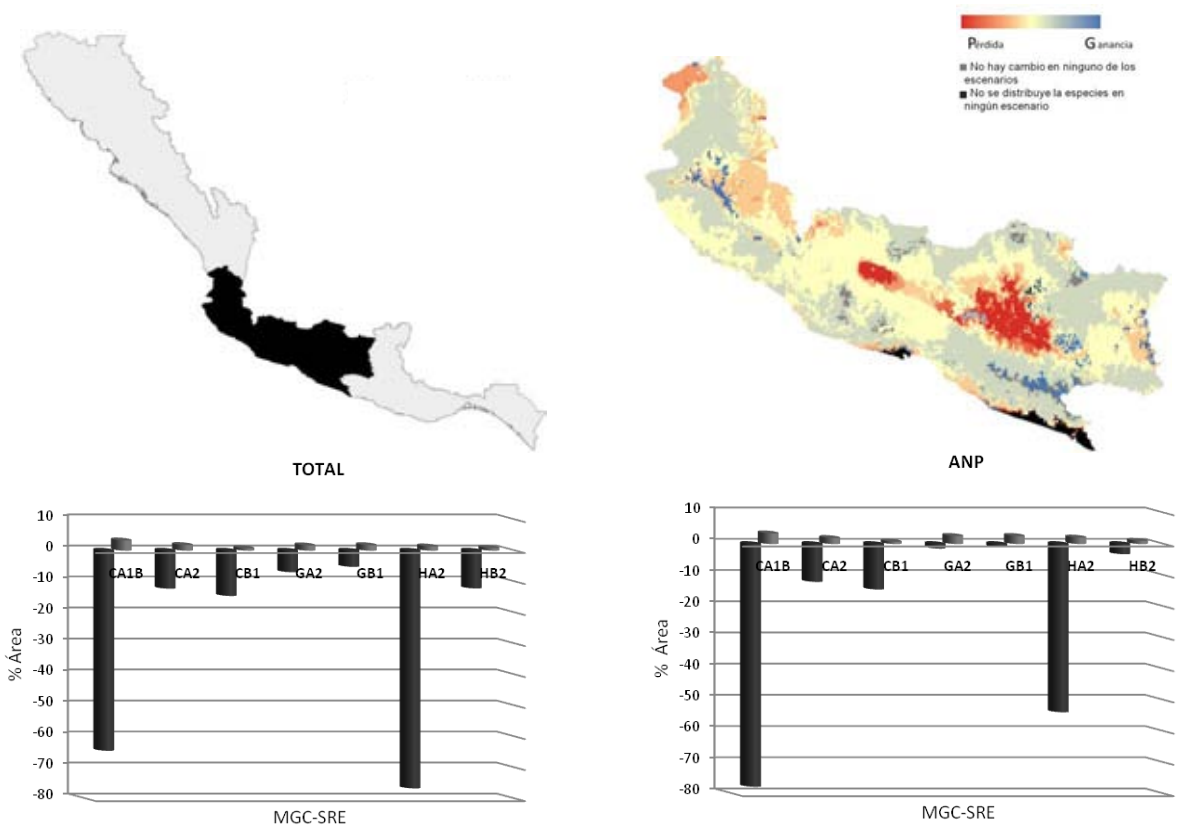 Pérdida
Ganancia
No hay cambio en ninguno de los
escenarios
No se distribuye la especies en
ningún escenario
TOTAL
10
0
-10
-20
-30
-40
-50
-60
-70
-80
% Área
CA1B
CA2
CB1
GA2
GB1
HA2
HB2
MGC-SRE
ANP
10
0
-10
-20
-30
-40
-50
-60
-70
-80
% Área
CA1B
CA2
CB1
GA2
GB1
HA2
HB2
MGC-SRE